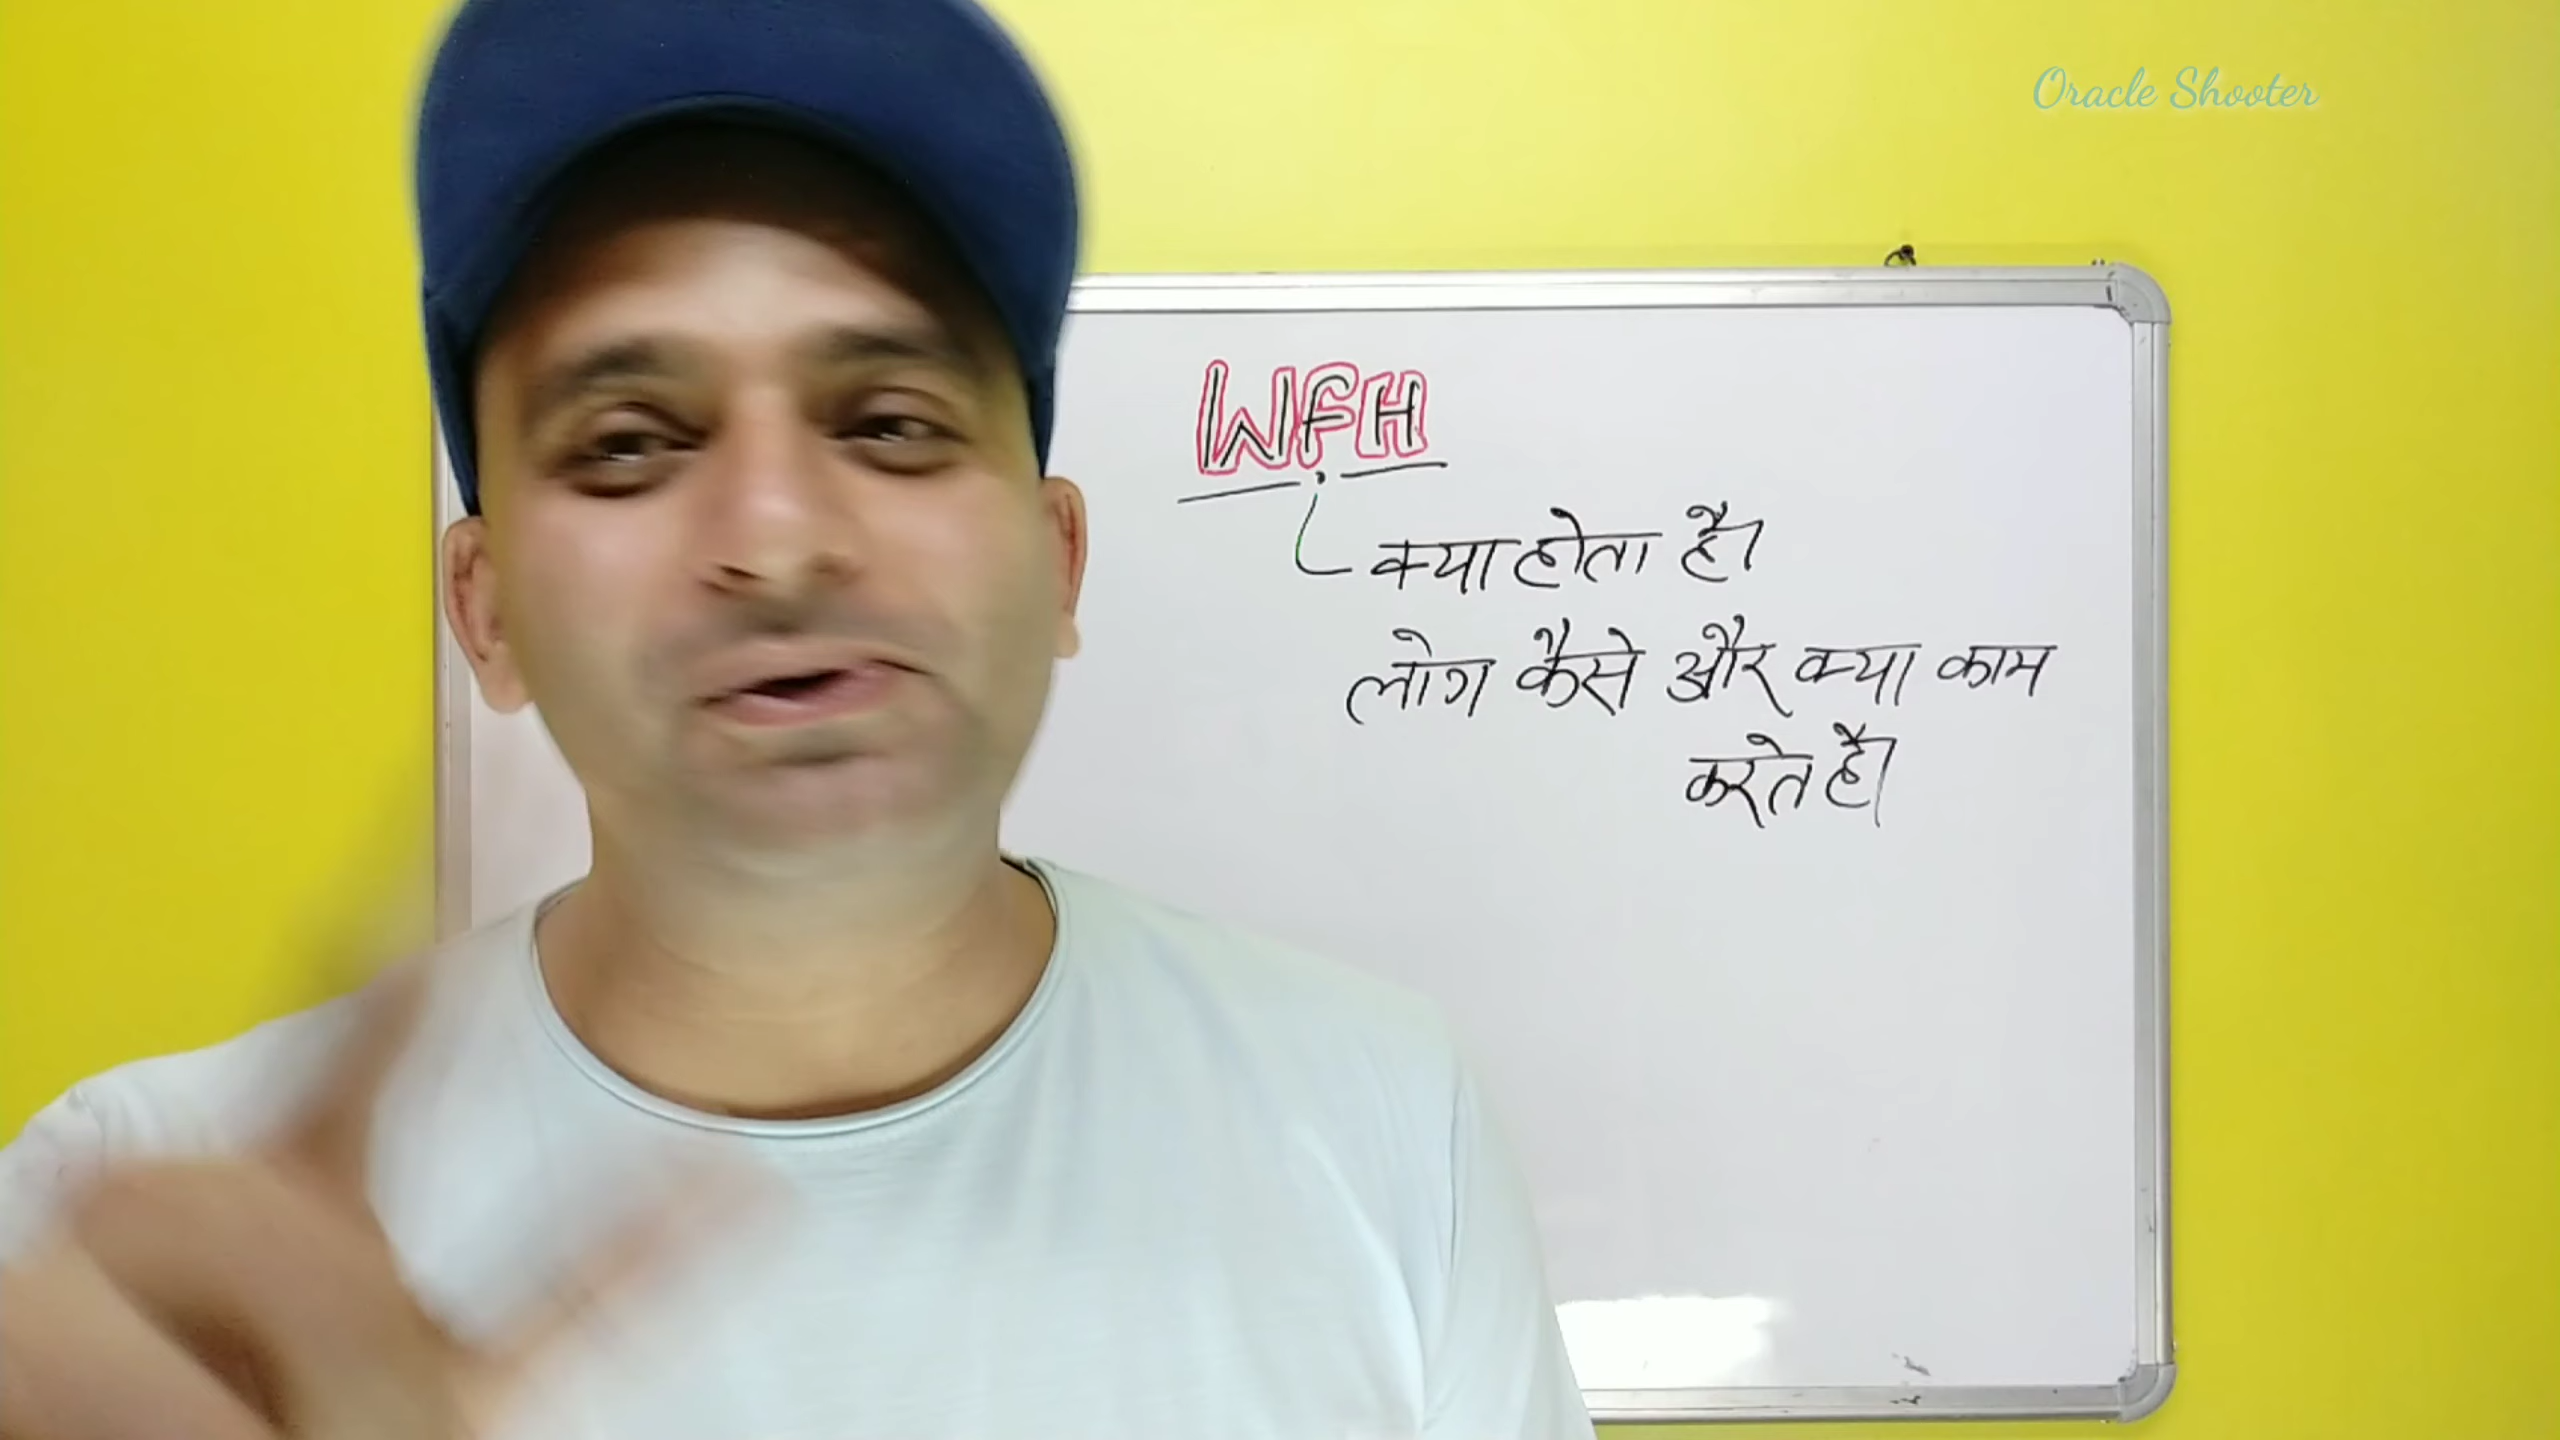 Oracle Shooter
WFH
क्या होता है।
लोग कैसे और क्या काम
करते है।